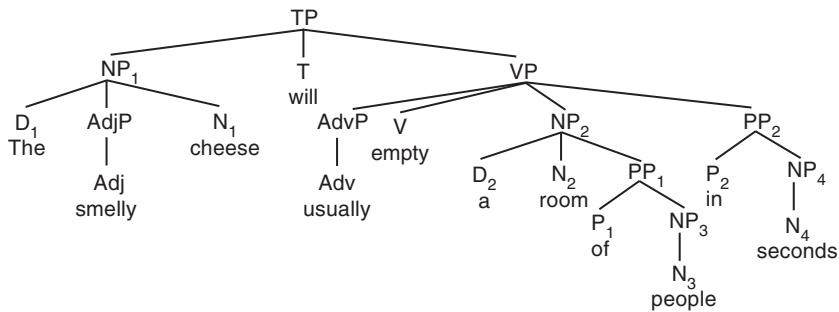 TP
NP1 T VP
will
D1 AdjP N1 AdvP V NP2 PP2
The cheese empty
Adj Adv D2 N2 PP1 P2 NP4
smelly usually a room in
P1 NP3 N4
of seconds
N3
people